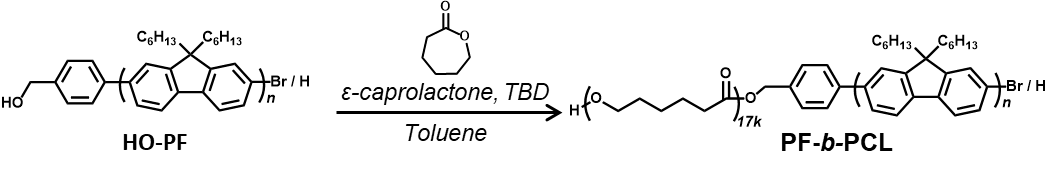 C₆H₁₃ C₆H₁₃
HO
n
Br / H
HO-PF
O
O
ε-caprolactone, TBD
Toluene
H
O
O
17k
O
C₆H₁₃ C₆H₁₃
n
Br / H
PF-b-PCL